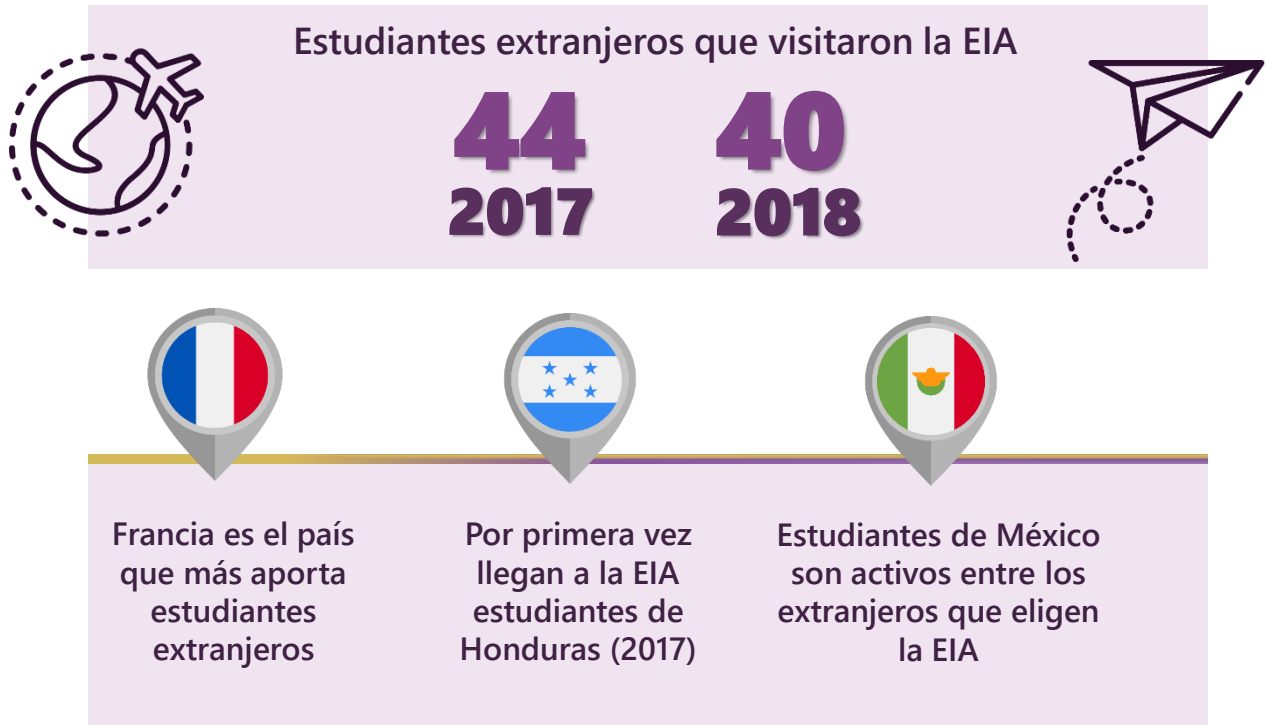 Estudiantes extranjeros que visitaron la EIA
44
2017
40
2018
Francia es el país
que más aporta
estudiantes
extranjeros
Por primera vez
llegan a la EIA
estudiantes de
Honduras (2017)
Estudiantes de México
son activos entre los
extranjeros que eligen
la EIA